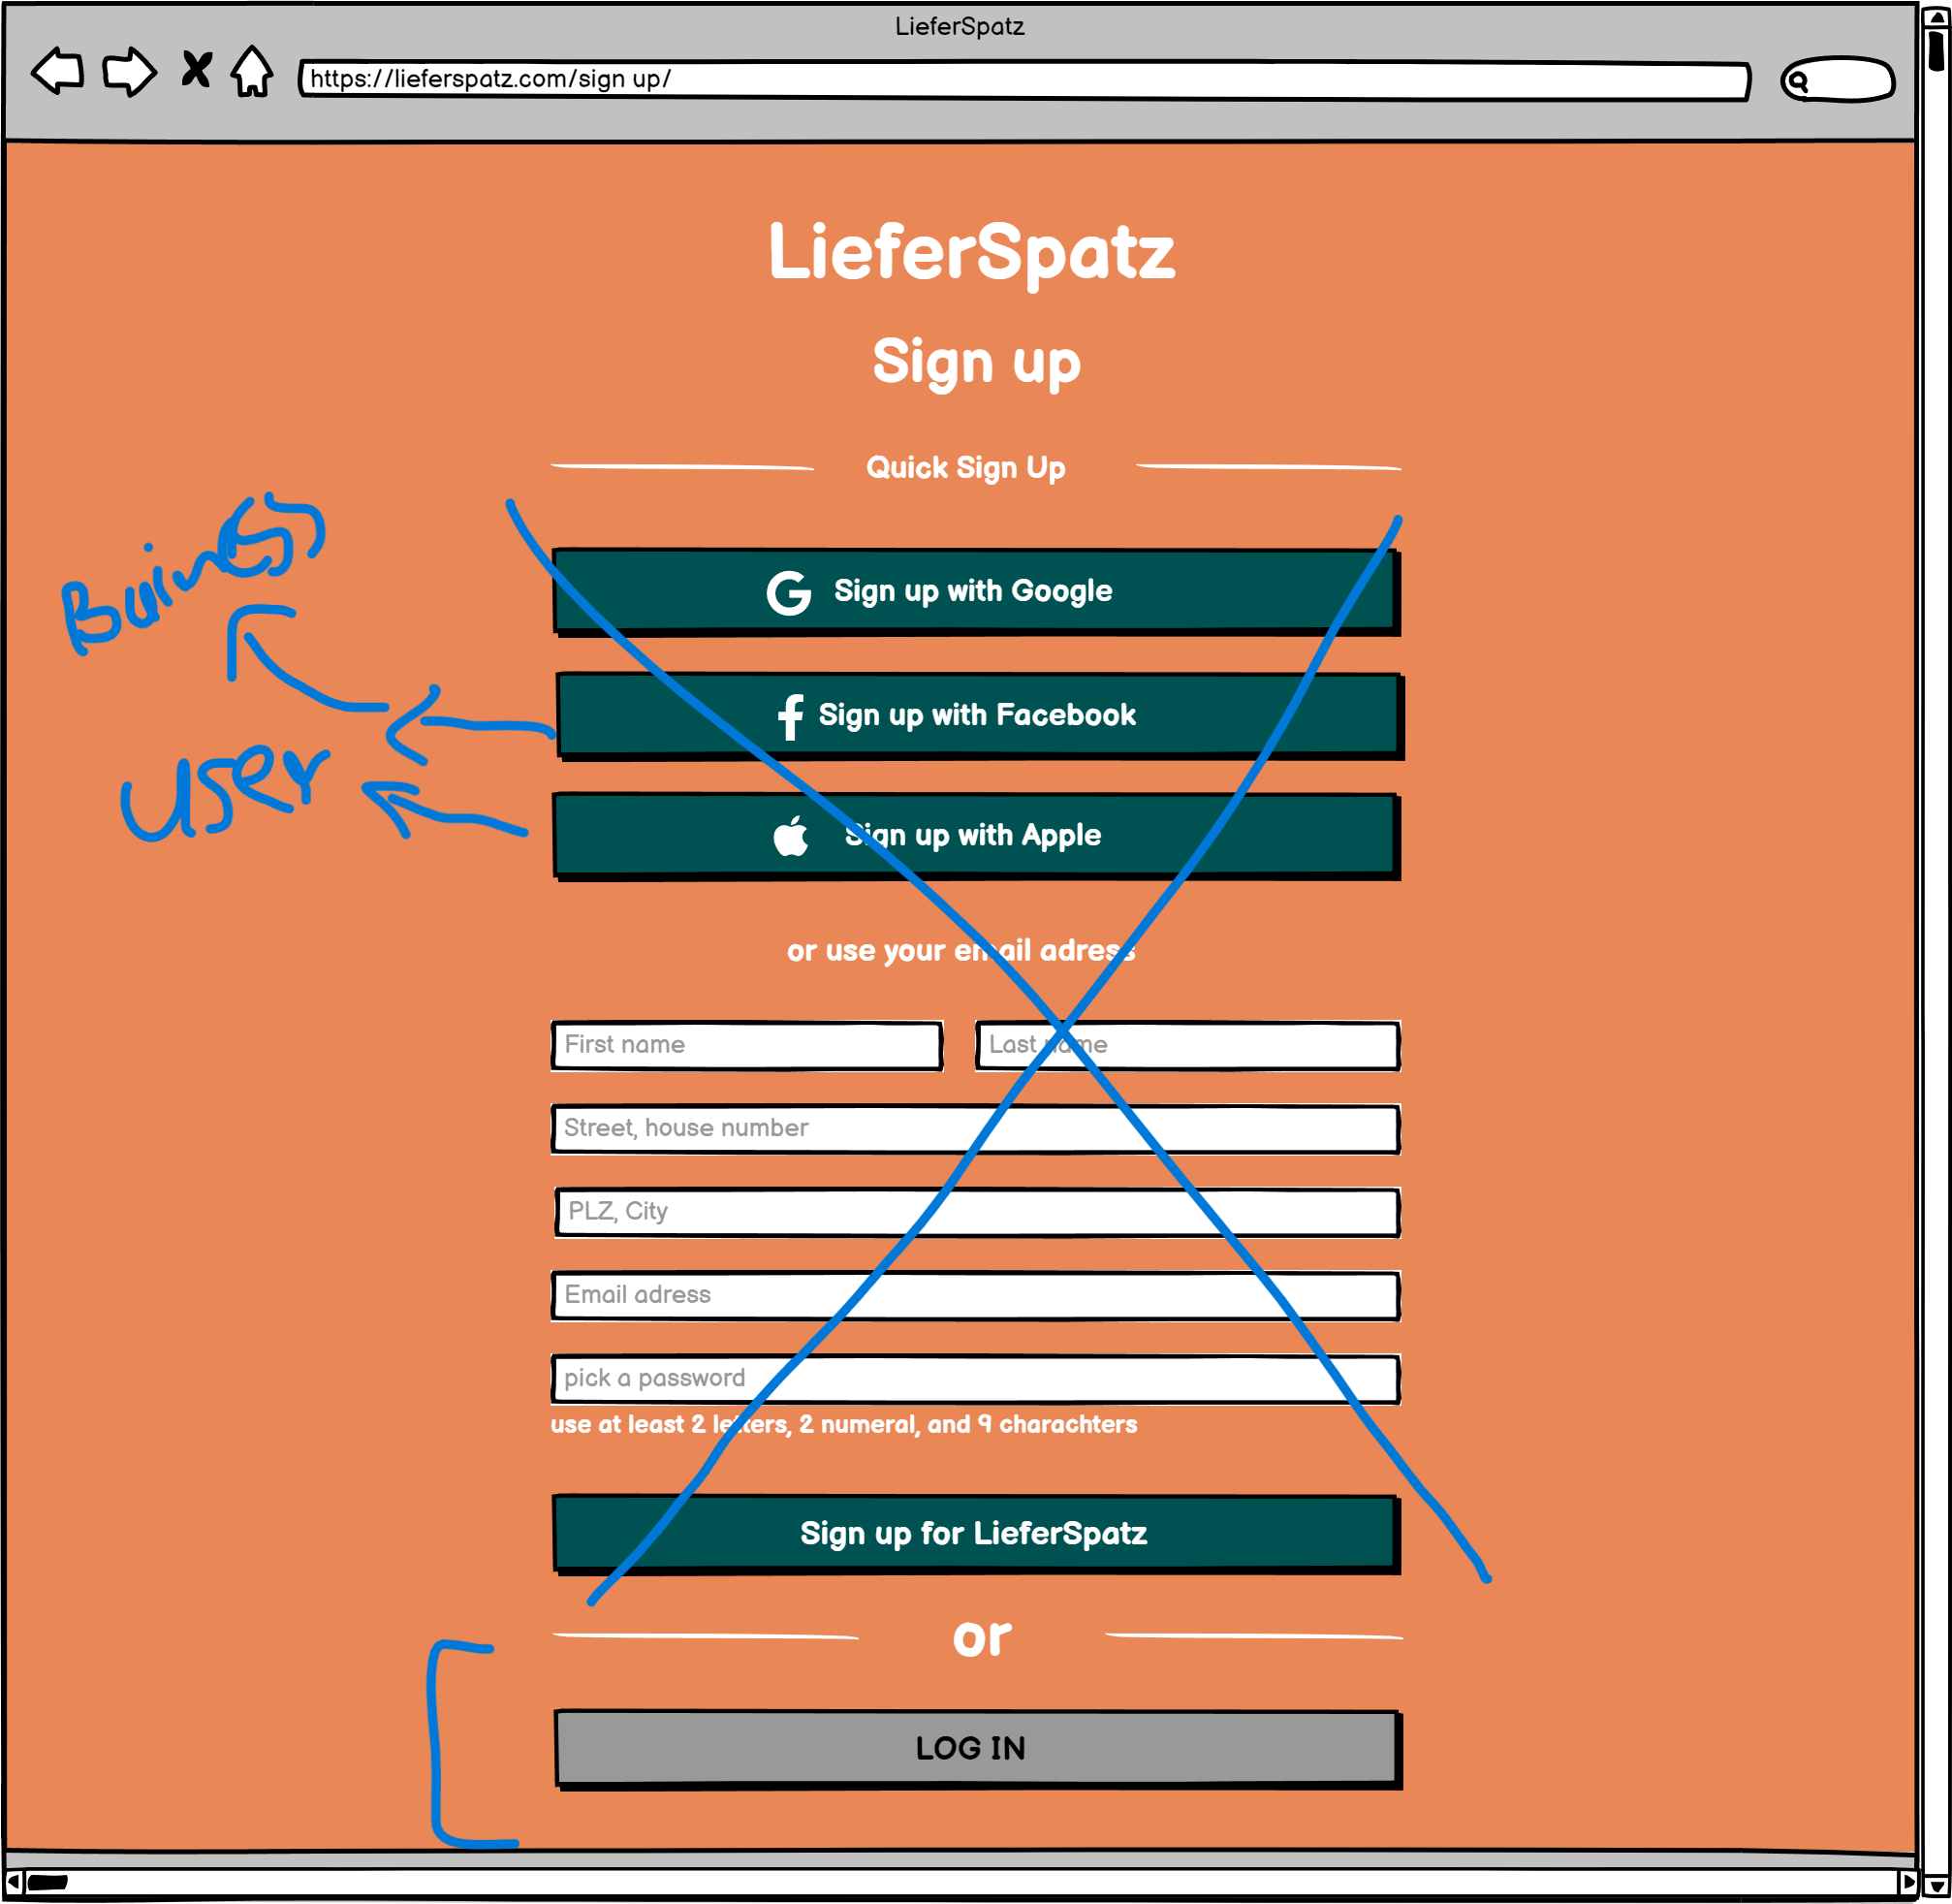 LieferSpatz
https://lieferspatz.com/sign up/
LieferSpatz
Sign up
Quick Sign Up
Sign up with Google
Sign up with Facebook
User
Sign up with Apple
or use your email adress
First name Last name
Street, house number
PLZ, City
Email adress
pick a password
use at least 2 letters, 2 numeral, and 9 charachters
Sign up for LieferSpatz
or
LOG IN